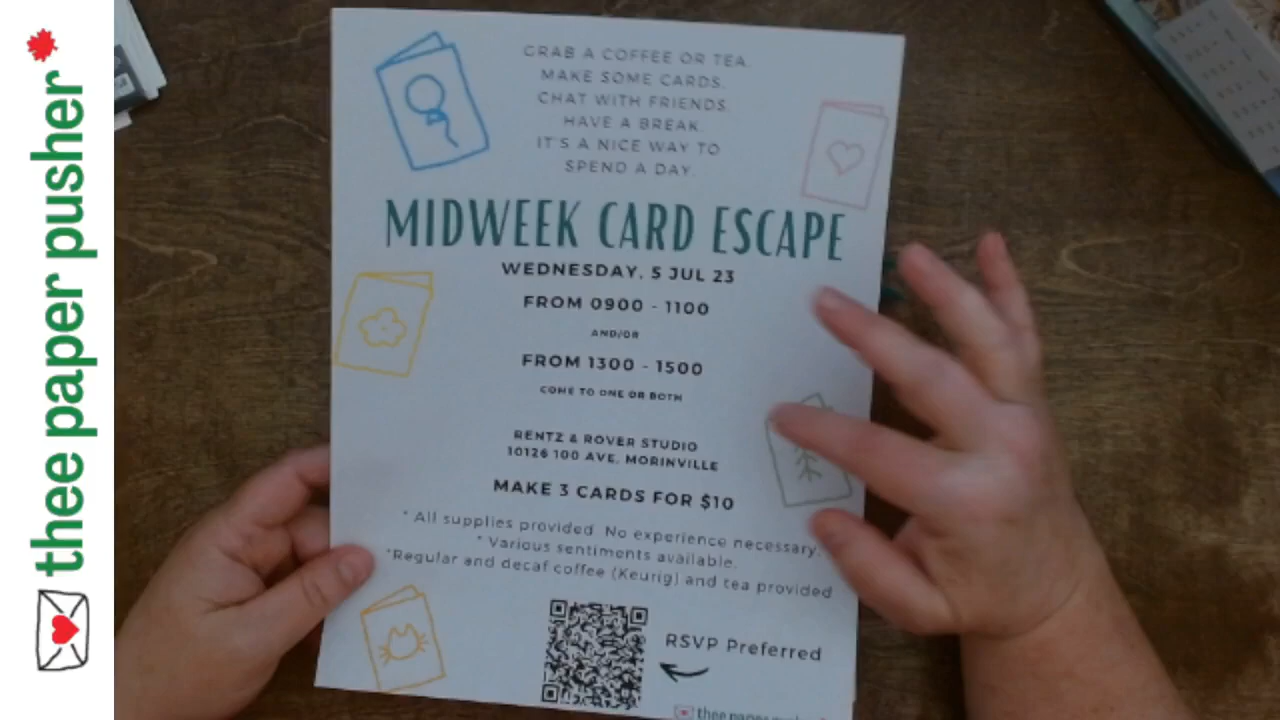 thee paper pusher
GRAB A COFFEE OR TEA.
MAKE SOME CARDS.
CHAT WITH FRIENDS.
HAVE A BREAK.
IT'S A NICE WAY TO
SPEND A DAY.
MIDWEEK CARD ESCAPE
WEDNESDAY, 5 JUL 23
FROM 0900 - 1100
AND/OR
FROM 1300 - 1500
COME TO ONE OR BOTH
RENTZ & ROVER STUDIO
10126 100 AVE, MORINVILLE
MAKE 3 CARDS FOR $10
* All supplies provided. No experience necessary.
* Various sentiments available.
*Regular and decaf coffee (Keurig) and tea provided
RSVP Preferred
thee paper pusher